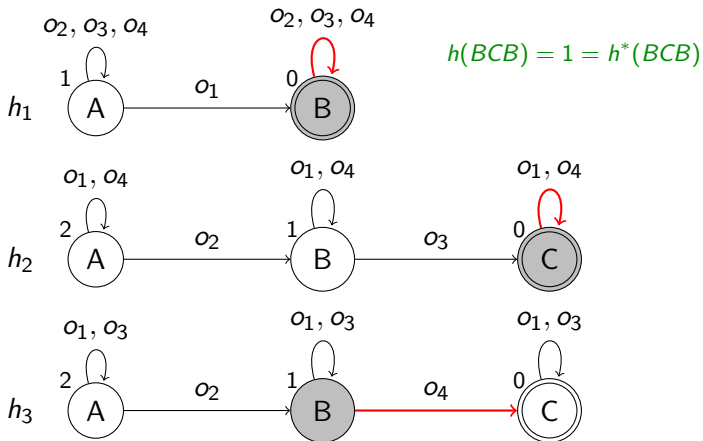 o₂, o₃, o₄ o₂, o₃, o₄
h(BCB) = 1 = h*(BCB)
1 0
h₁ A o₁ B
o₁, o₄ o₁, o₄ o₁, o₄
2 1 0
h₂ A o₂ B o₃ C
o₁, o₃ o₁, o₃ o₁, o₃
2 1 0
h₃ A o₂ B o₄ C